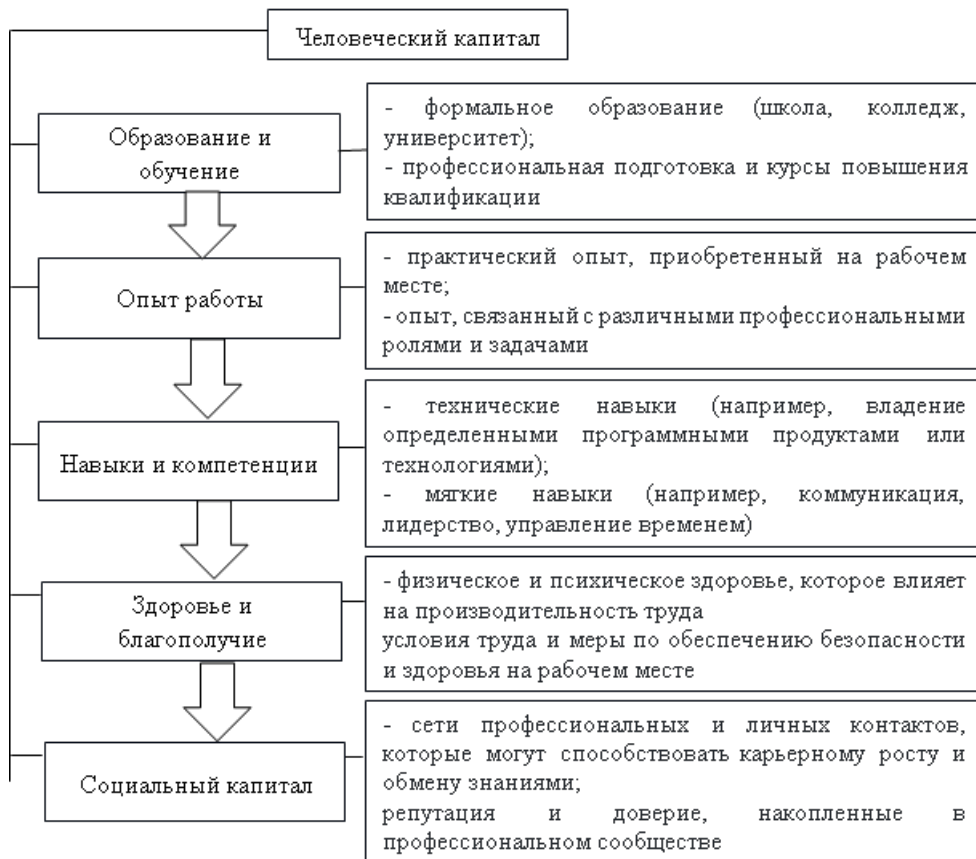 Человеческий капитал
Образование и
обучение
- формальное образование (школа, колледж,
университет);
- профессиональная подготовка и курсы повышения
квалификации
Опыт работы
- практический опыт, приобретенный на рабочем
месте;
- опыт, связанный с различными профессиональными
ролями и задачами
Навыки и компетенции
- технические навыки (например, владение
определенными программными продуктами или
технологиями);
- мягкие навыки (например, коммуникация,
лидерство, управление временем)
Здоровье и
благополучие
- физическое и психическое здоровье, которое влияет
на производительность труда
условия труда и меры по обеспечению безопасности
и здоровья на рабочем месте
Социальный капитал
- сети профессиональных и личных контактов,
которые могут способствовать карьерному росту и
обмену знаниями;
репутация и доверие, накопленные в
профессиональном сообществе